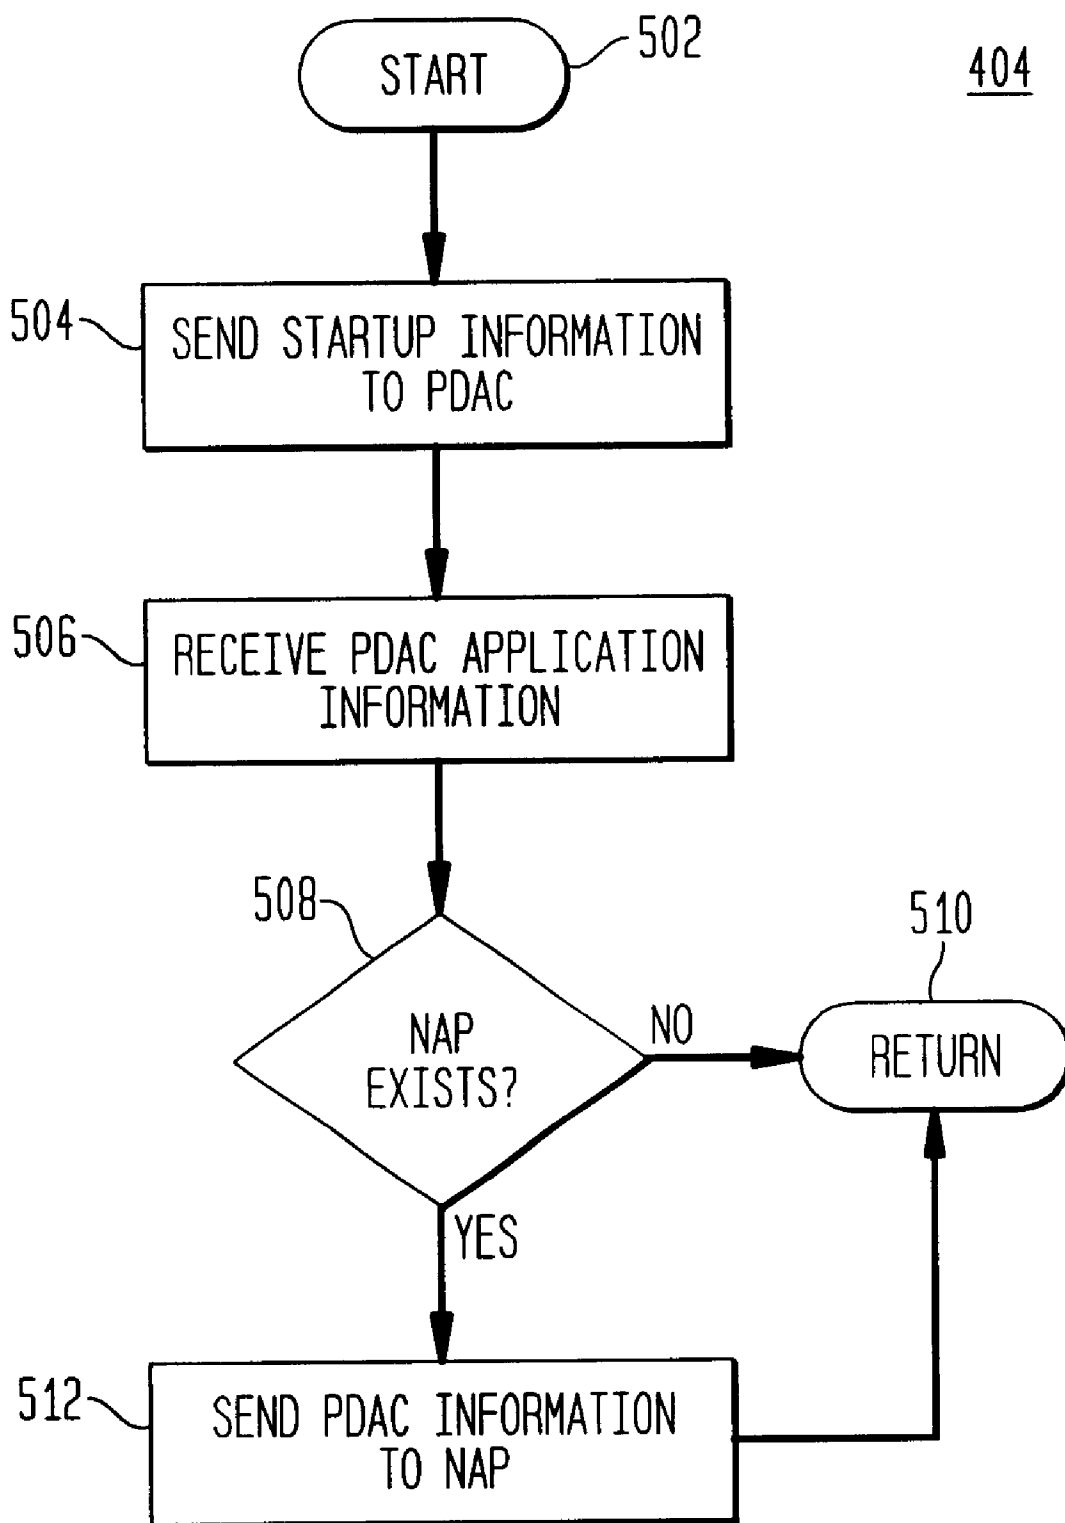 502
START
404
504
SEND STARTUP INFORMATION
TO PDAC
506
RECEIVE PDAC APPLICATION
INFORMATION
508
NAP
EXISTS?
NO
510
RETURN
YES
512
SEND PDAC INFORMATION
TO NAP